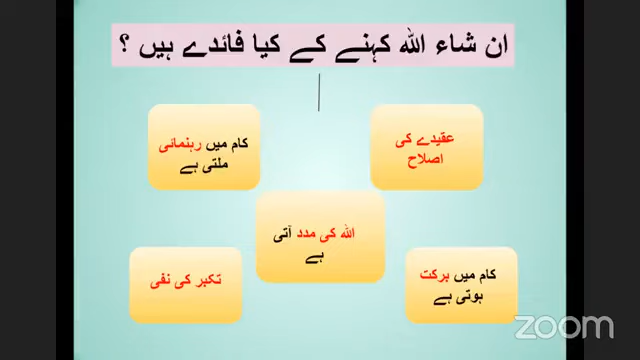 ان شاء اللہ کہنے کے کیا فائدے ہیں ؟
عقیدے کی
اصلاح
کام میں رہنمائی
ملتی ہے
اللہ کی مدد آتی
ہے
کام میں برکت
ہوتی ہے
تکبر کی نفی
zoom